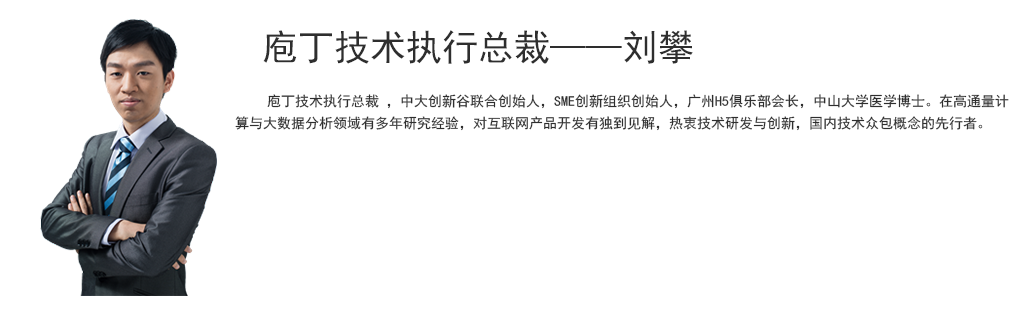 庖丁技术执行总裁——刘攀
庖丁技术执行总裁 ，中大创新谷联合创始人，SME创新组织创始人，广州H5俱乐部会长，中山大学医学博士。在高通量计
算与大数据分析领域有多年研究经验，对互联网产品开发有独到见解，热衷技术研发与创新，国内技术众包概念的先行者。